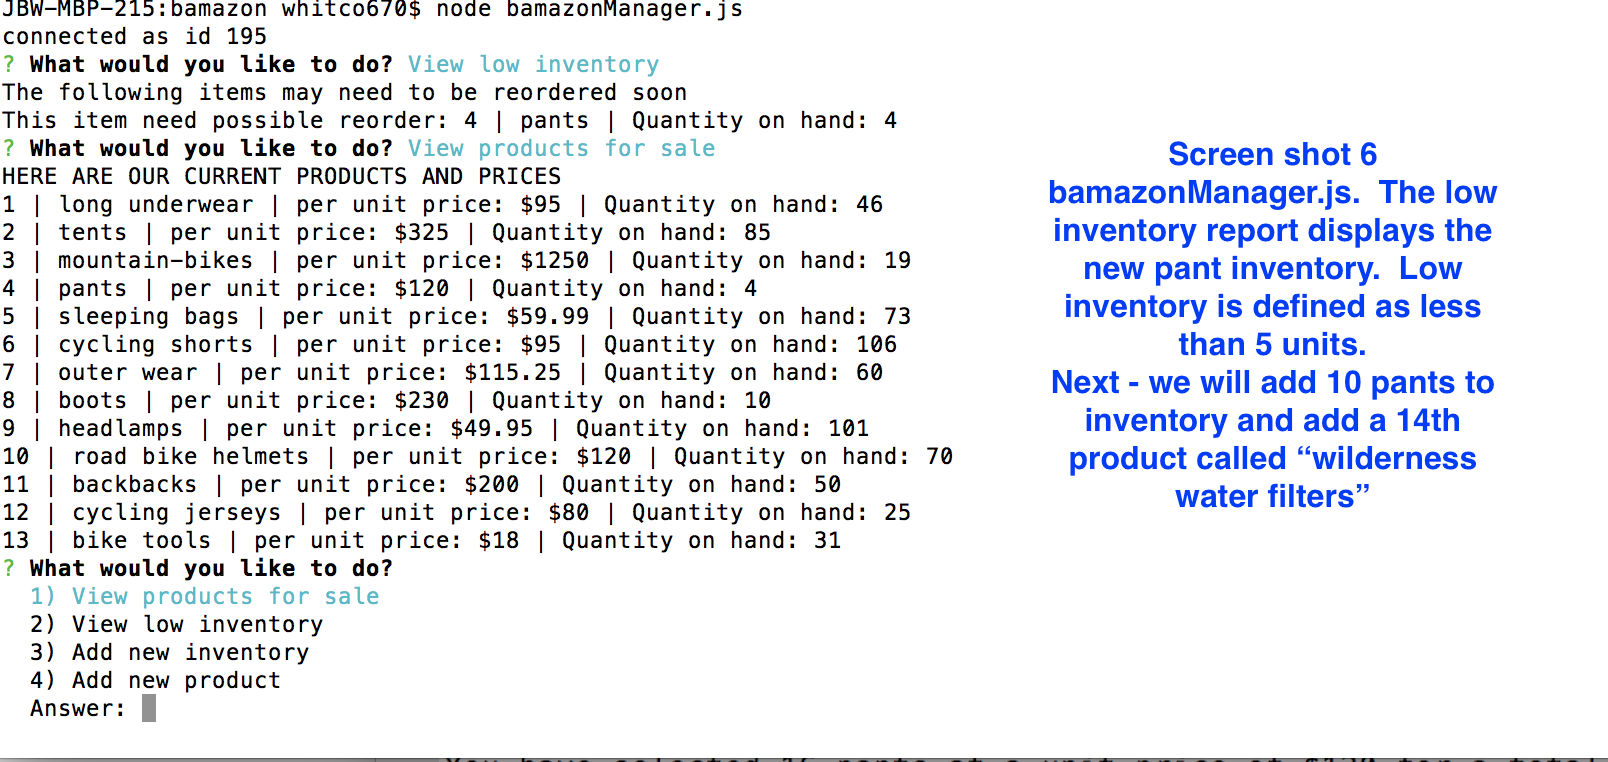 JBW-MBP-215:bamazon whitco670$ node bamazonManager.js
connected as id 195
? What would you like to do? View low inventory
The following items may need to be reordered soon
This item need possible reorder: 4 | pants | Quantity on hand: 4
? What would you like to do? View products for sale
HERE ARE OUR CURRENT PRODUCTS AND PRICES
1 | long underwear | per unit price: $95 | Quantity on hand: 46
2 | tents | per unit price: $325 | Quantity on hand: 85
3 | mountain-bikes | per unit price: $1250 | Quantity on hand: 19
4 | pants | per unit price: $120 | Quantity on hand: 4
5 | sleeping bags | per unit price: $59.99 | Quantity on hand: 73
6 | cycling shorts | per unit price: $95 | Quantity on hand: 106
7 | outer wear | per unit price: $115.25 | Quantity on hand: 60
8 | boots | per unit price: $230 | Quantity on hand: 10
9 | headlamps | per unit price: $49.95 | Quantity on hand: 101
10 | road bike helmets | per unit price: $120 | Quantity on hand: 70
11 | backbacks | per unit price: $200 | Quantity on hand: 50
12 | cycling jerseys | per unit price: $80 | Quantity on hand: 25
13 | bike tools | per unit price: $18 | Quantity on hand: 31
? What would you like to do?
1) View products for sale
2) View low inventory
3) Add new inventory
4) Add new product
Answer:
Screen shot 6
bamazonManager.js.  The low
inventory report displays the
new pant inventory.  Low
inventory is defined as less
than 5 units.
Next - we will add 10 pants to
inventory and add a 14th
product called “wilderness
water filters”